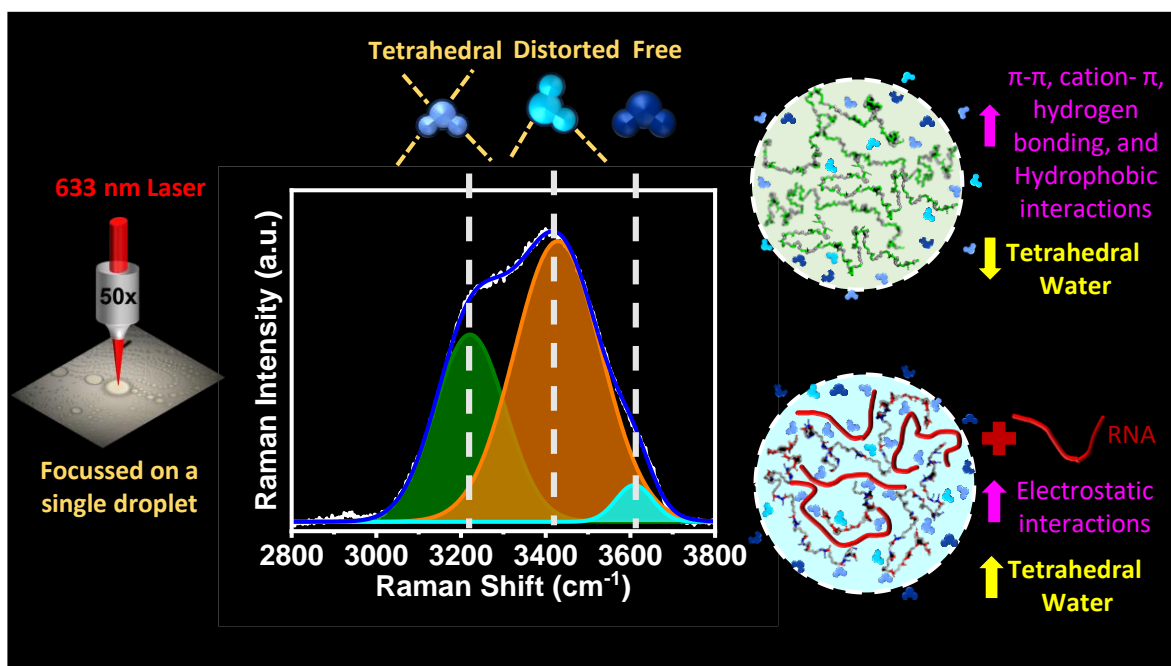 Tetrahedral Distorted Free
633 nm Laser
50x
Focussed on a
single droplet
Raman Intensity (a.u.)
2800 3000 3200 3400 3600 3800
Raman Shift (cm⁻¹)
π-π, cation- π,
hydrogen
bonding, and
Hydrophobic
interactions
Tetrahedral
Water
RNA
Electrostatic
interactions
Tetrahedral
Water